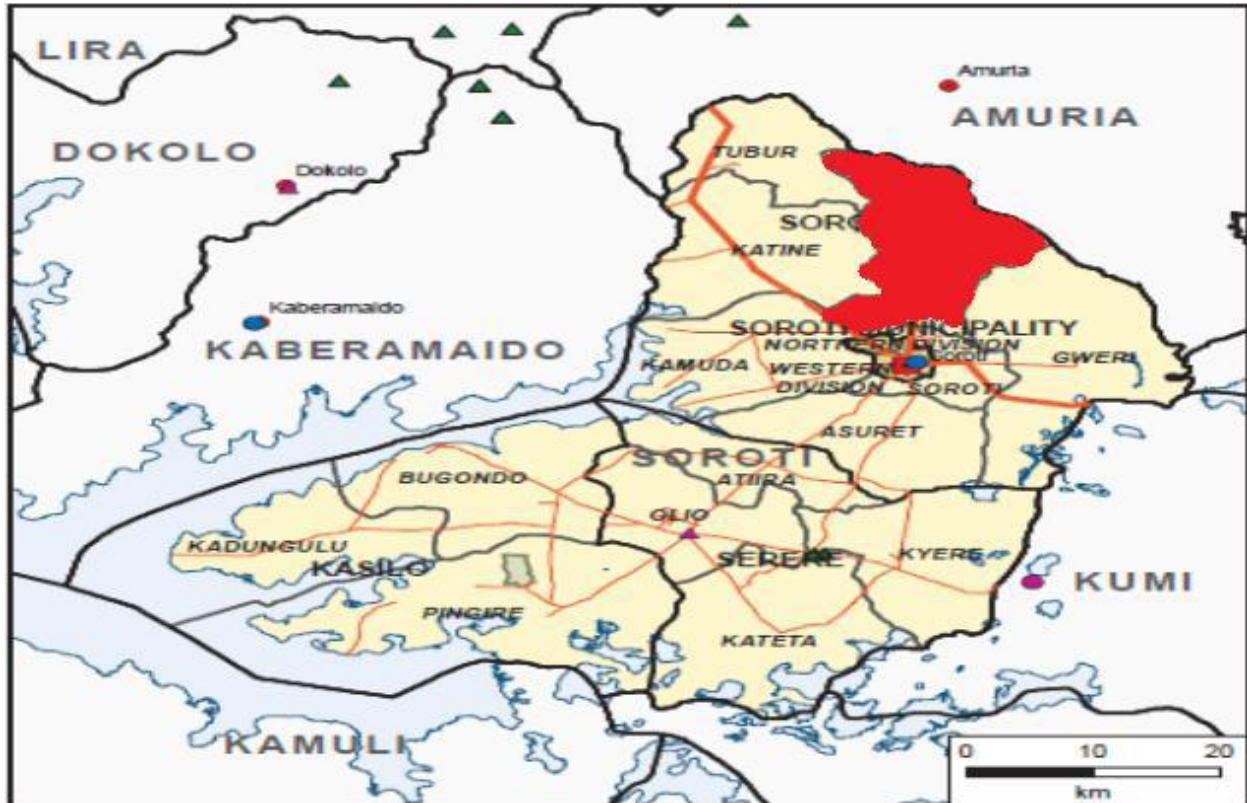 LIRA
Amuria
AMURIA
DOKOLO
Dokolo
TUBUR
KATINE
Kaberamaido
KABERAMAIDO
SOROTI MUNICIPALITY
NORTHERN DIVISION
KAMUDA
WESTERN
DIVISION
SOROTI
GWERI
ASURET
SOROTI
BUGONDO
ATIIRA
OLIO
KADUNGULU
KASILO
SERERE
KYERE
KUMI
PINGIRE
KATETA
KAMULI
0 10 20
km